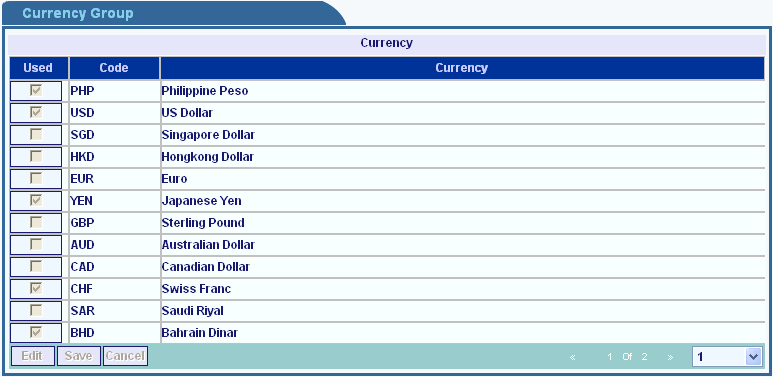 Currency Group
Currency
Used Code Currency
PHP Philippine Peso
USD US Dollar
SGD Singapore Dollar
HKD Hongkong Dollar
EUR Euro
YEN Japanese Yen
GBP Sterling Pound
AUD Australian Dollar
CAD Canadian Dollar
CHF Swiss Franc
SAR Saudi Riyal
BHD Bahrain Dinar
Edit Save Cancel « 1 Of 2 » 1